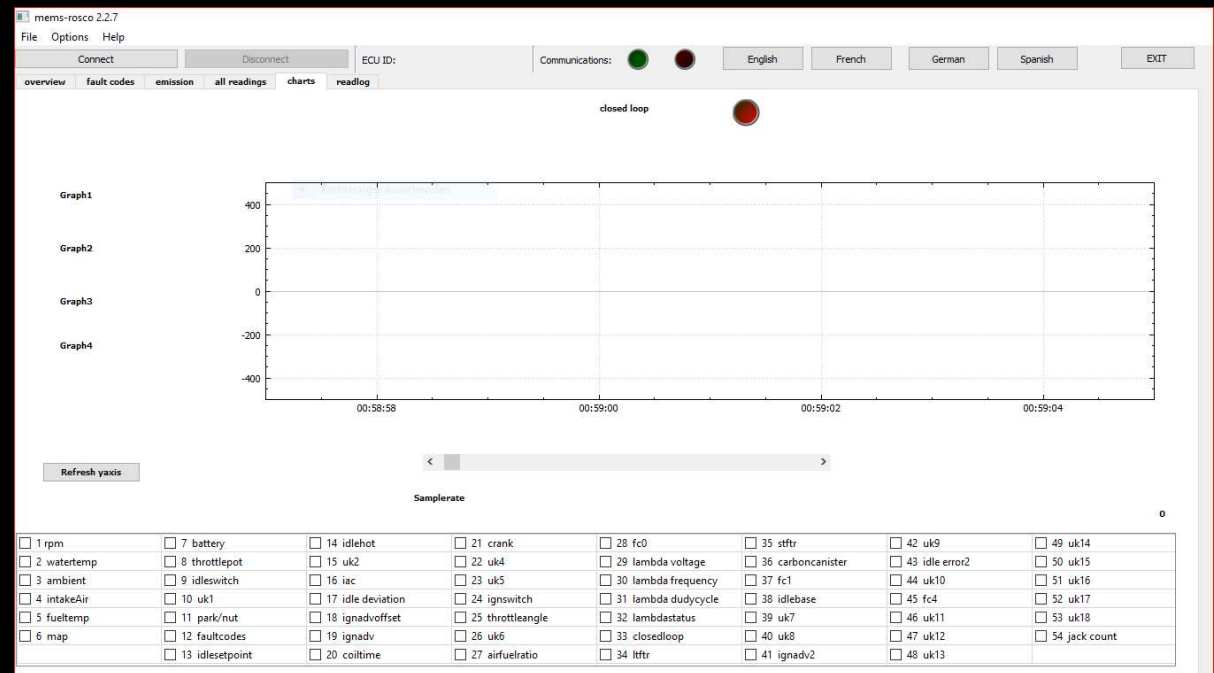 mems-rosco 2.2.7
File Options Help
Connect Disconnect ECU ID: Communications: English French German Spanish EXIT
overview fault codes emission all readings charts readlog
closed loop
Graph1
Graph2
Graph3
Graph4
400
200
0
-200
-400
00:58:58 00:59:00 00:59:02 00:59:04
Refresh yaxis
Samplerate
0
1 rpm 7 battery 14 idlehot 21 crank 28 fc0 35 stftr 42 uk9 49 uk14
2 watertemp 8 throttlepot 15 uk2 22 uk4 29 lambda voltage 36 carboncanister 43 idle error2 50 uk15
3 ambient 9 idleswitch 16 iac 23 uk5 30 lambda frequency 37 fc1 44 uk10 51 uk16
4 intakeAir 10 uk1 17 idle deviation 24 ignswitch 31 lambda dudycycle 38 idlebase 45 fc4 52 uk17
5 fueltemp 11 park/nut 18 ignadvoffset 25 throttleangle 32 lambdastatus 39 uk7 46 uk11 53 uk18
6 map 12 faultcodes 19 ignadv 26 uk6 33 closedloop 40 uk8 47 uk12 54 jack count
13 idlesetpoint 20 coiltime 27 airfuelratio 34 ltftr 41 ignadv2 48 uk13